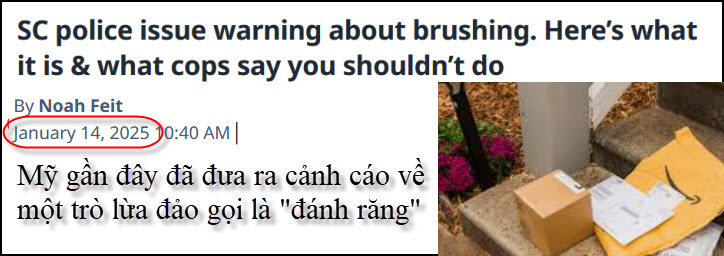 SC police issue warning about brushing. Here’s what
it is & what cops say you shouldn’t do
By Noah Feit
January 14, 2025 10:40 AM
Mỹ gần đây đã đưa ra cảnh cáo về
một trò lừa đảo gọi là "đánh răng"